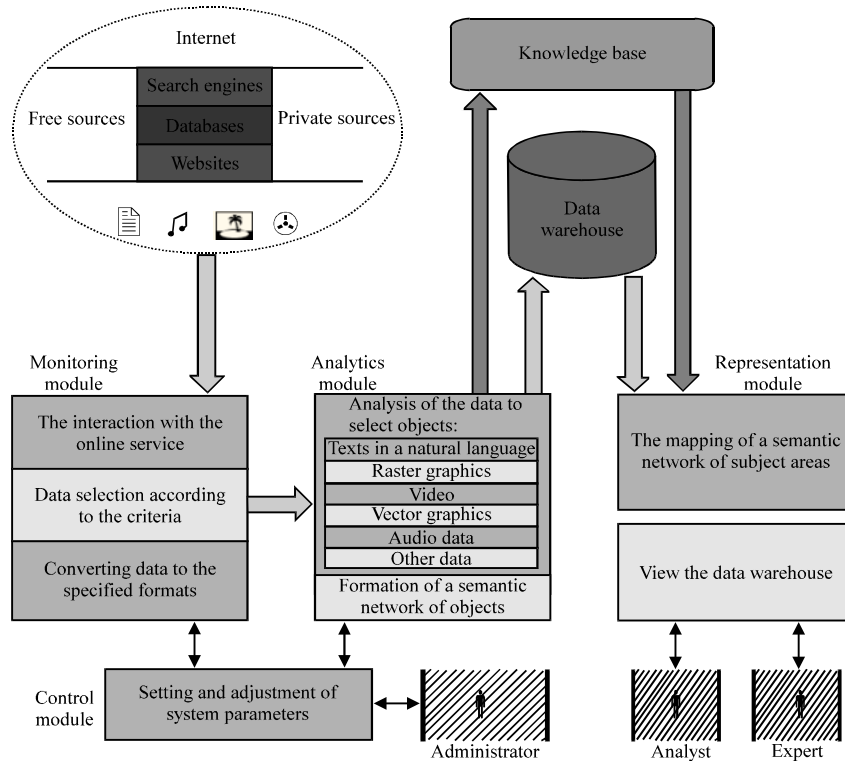 Internet
Search engines
Free sources
Databases
Private sources
Websites
Knowledge base
Data
warehouse
Monitoring
module
Analytics
module
Representation
module
The interaction with the
online service
Data selection according
to the criteria
Converting data to the
specified formats
Analysis of the data to
select objects:
Texts in a natural language
Raster graphics
Video
Vector graphics
Audio data
Other data
Formation of a semantic
network of objects
The mapping of a semantic
network of subject areas
View the data warehouse
Control
module
Setting and adjustment of
system parameters
Administrator
Analyst
Expert